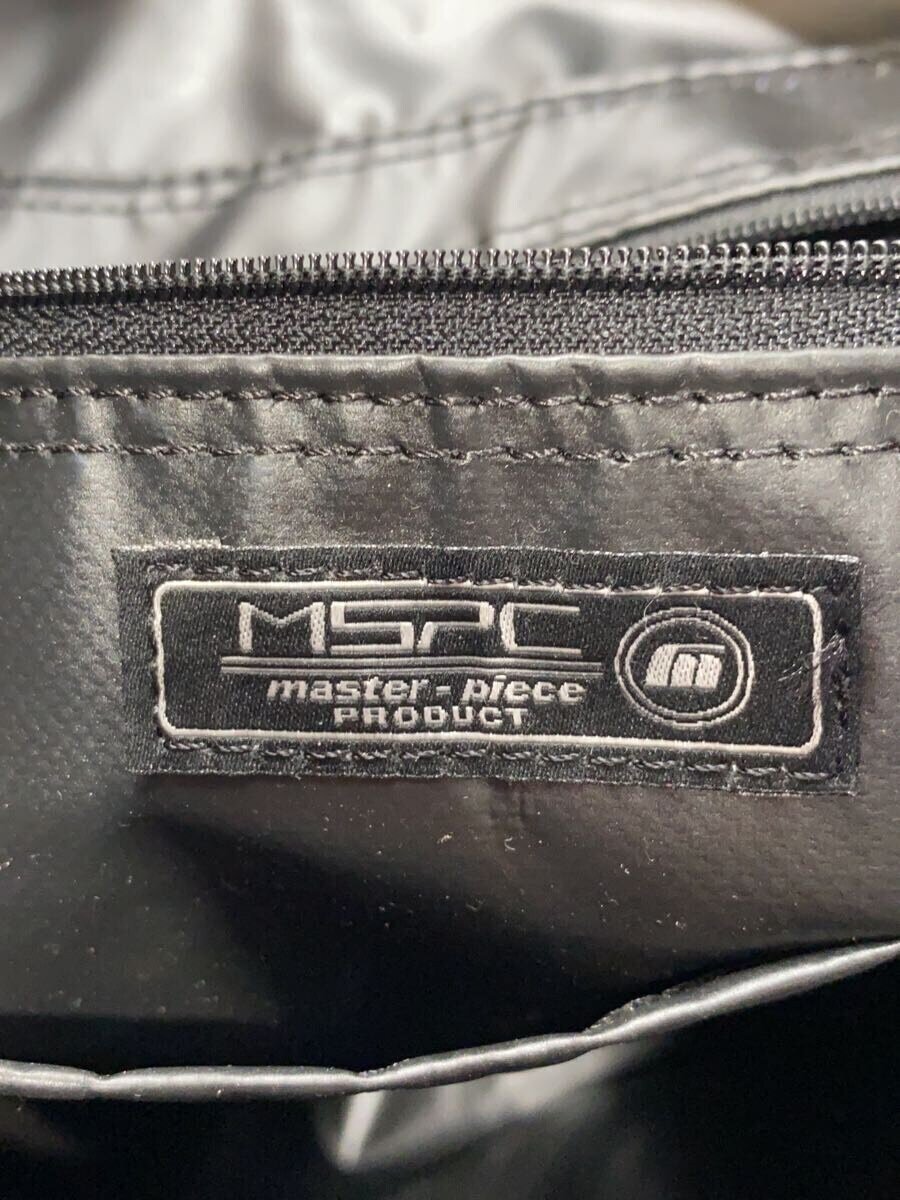 MSPC
master-piece
PRODUCT
m